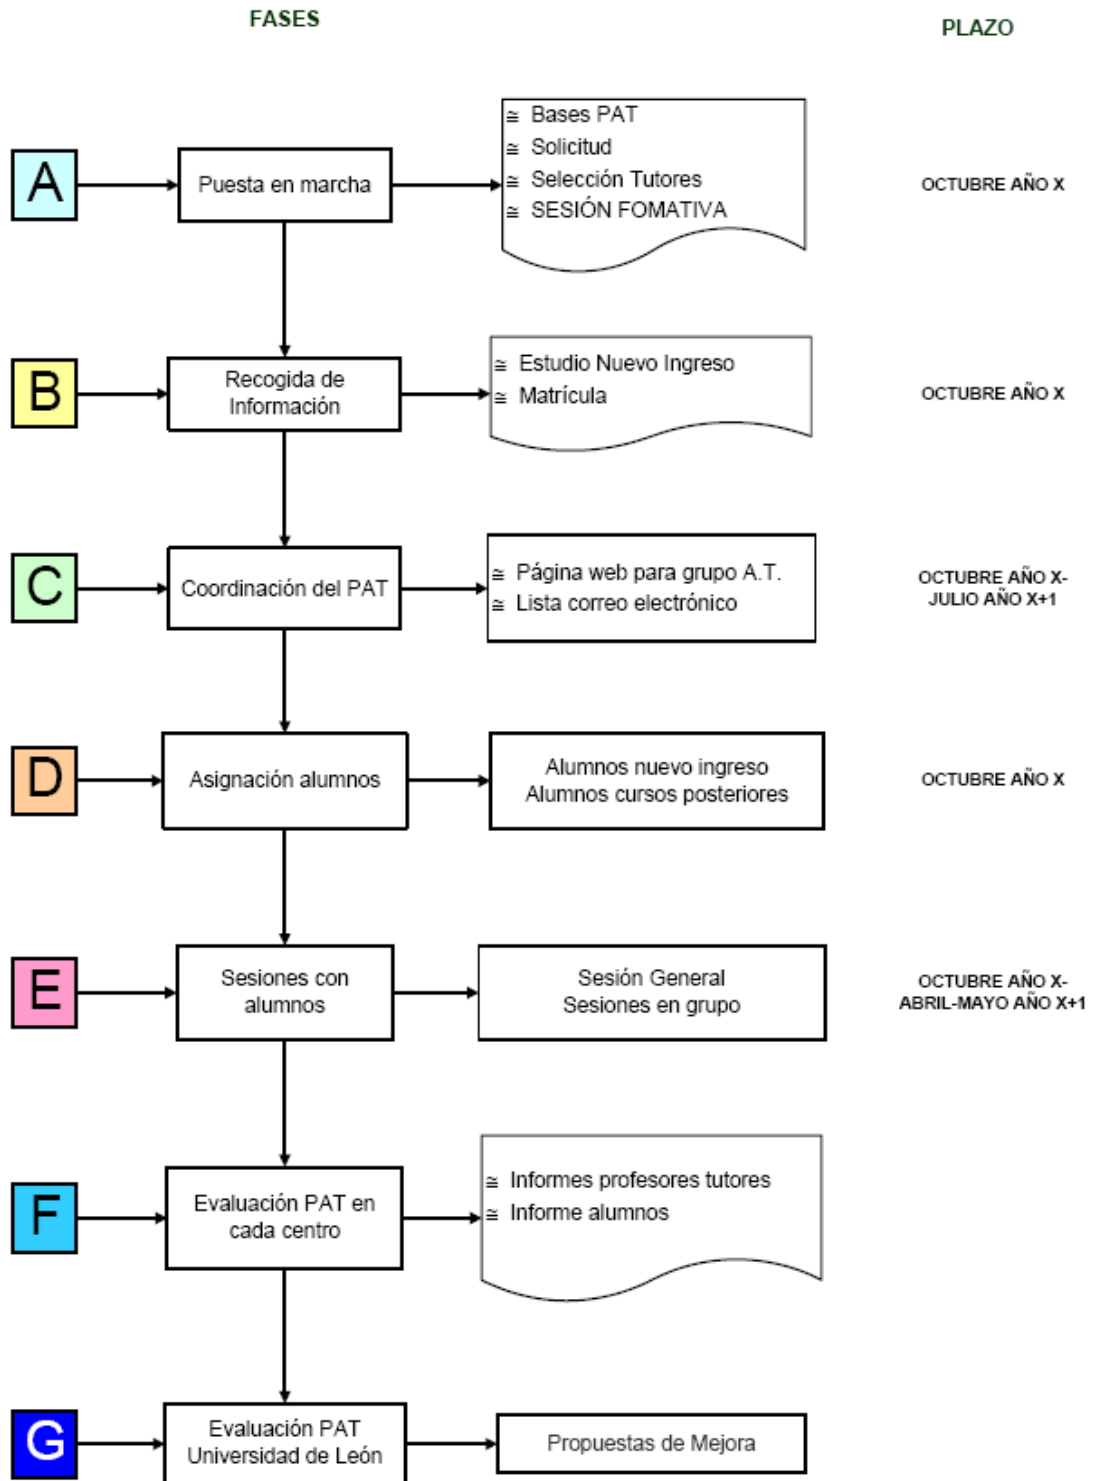 FASES
PLAZO
A
Puesta en marcha
≅ Bases PAT
≅ Solicitud
≅ Selección Tutores
≅ SESIÓN FOMATIVA
OCTUBRE AÑO X
B
Recogida de
Información
≅ Estudio Nuevo Ingreso
≅ Matrícula
OCTUBRE AÑO X
C
Coordinación del PAT
≅ Página web para grupo A.T.
≅ Lista correo electrónico
OCTUBRE AÑO X-
JULIO AÑO X+1
D
Asignación alumnos
Alumnos nuevo ingreso
Alumnos cursos posteriores
OCTUBRE AÑO X
E
Sesiones con
alumnos
Sesión General
Sesiones en grupo
OCTUBRE AÑO X-
ABRIL-MAYO AÑO X+1
F
Evaluación PAT en
cada centro
≅ Informes profesores tutores
≅ Informe alumnos
G
Evaluación PAT
Universidad de León
Propuestas de Mejora